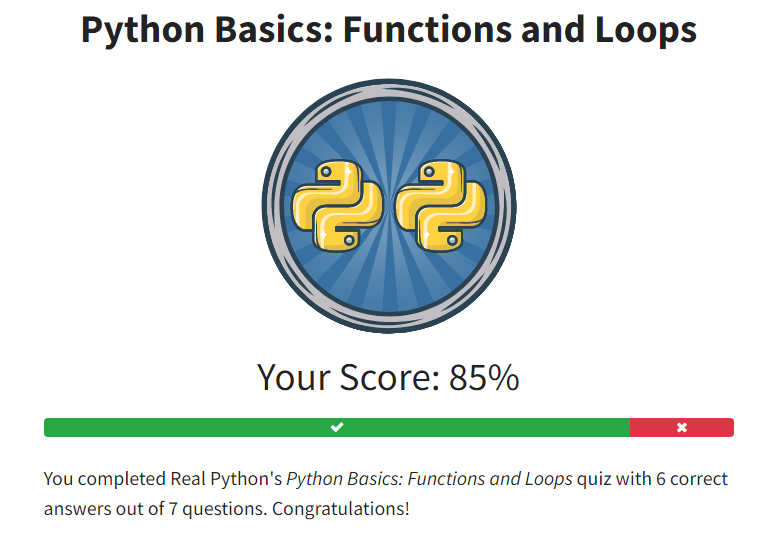 Python Basics: Functions and Loops
Your Score: 85%
You completed Real Python's Python Basics: Functions and Loops quiz with 6 correct
answers out of 7 questions. Congratulations!